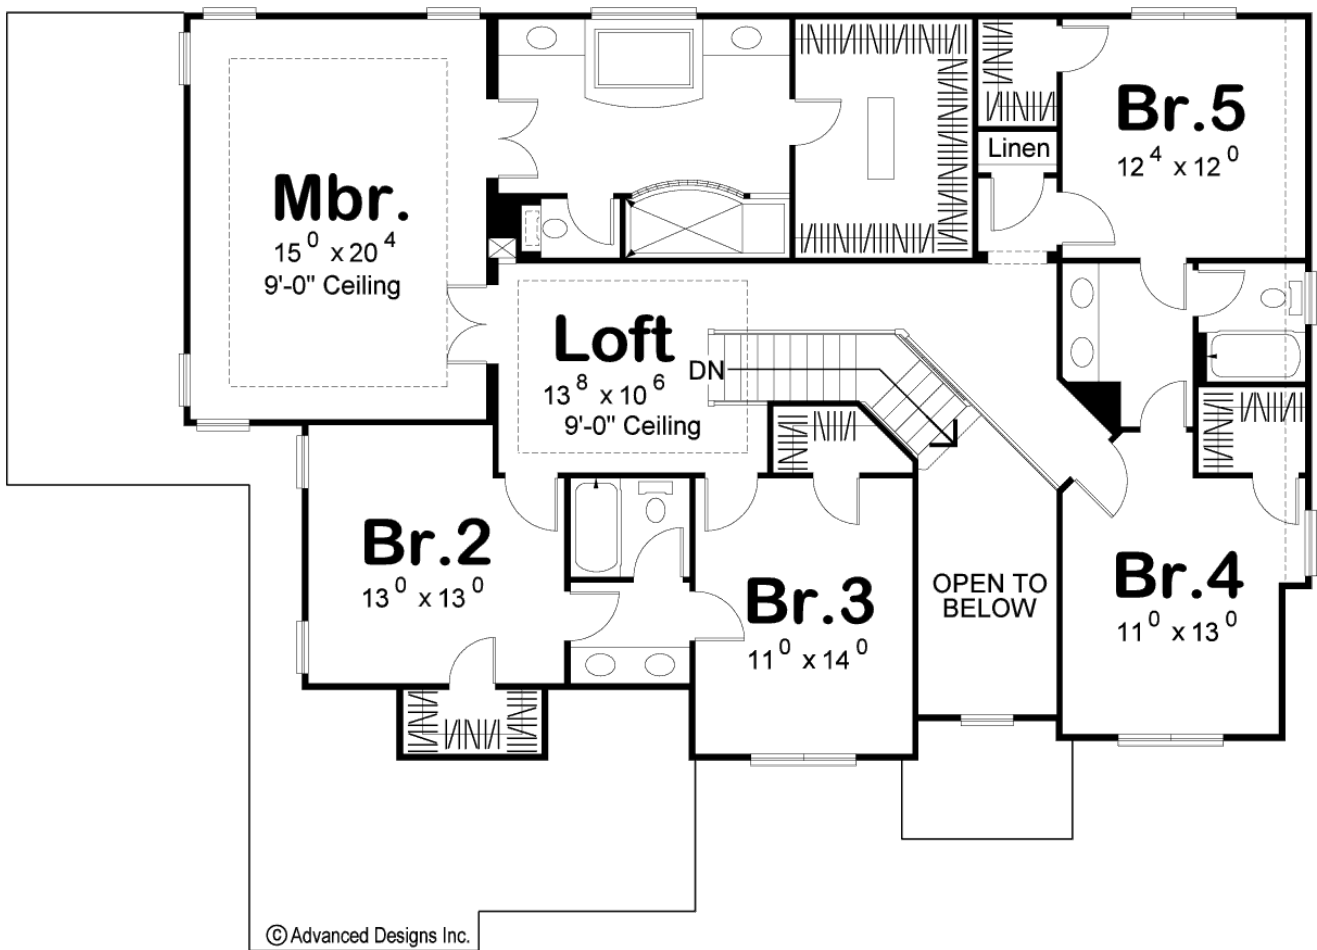 Mbr.
15⁰ x 20⁴
9'-0" Ceiling
Linen
Br.5
12⁴ x 12⁰
Loft
13⁸ x 10⁶
9'-0" Ceiling
DN
Br.2
13⁰ x 13⁰
Br.3
11⁰ x 14⁰
OPEN TO
BELOW
Br.4
11⁰ x 13⁰
© Advanced Designs Inc.